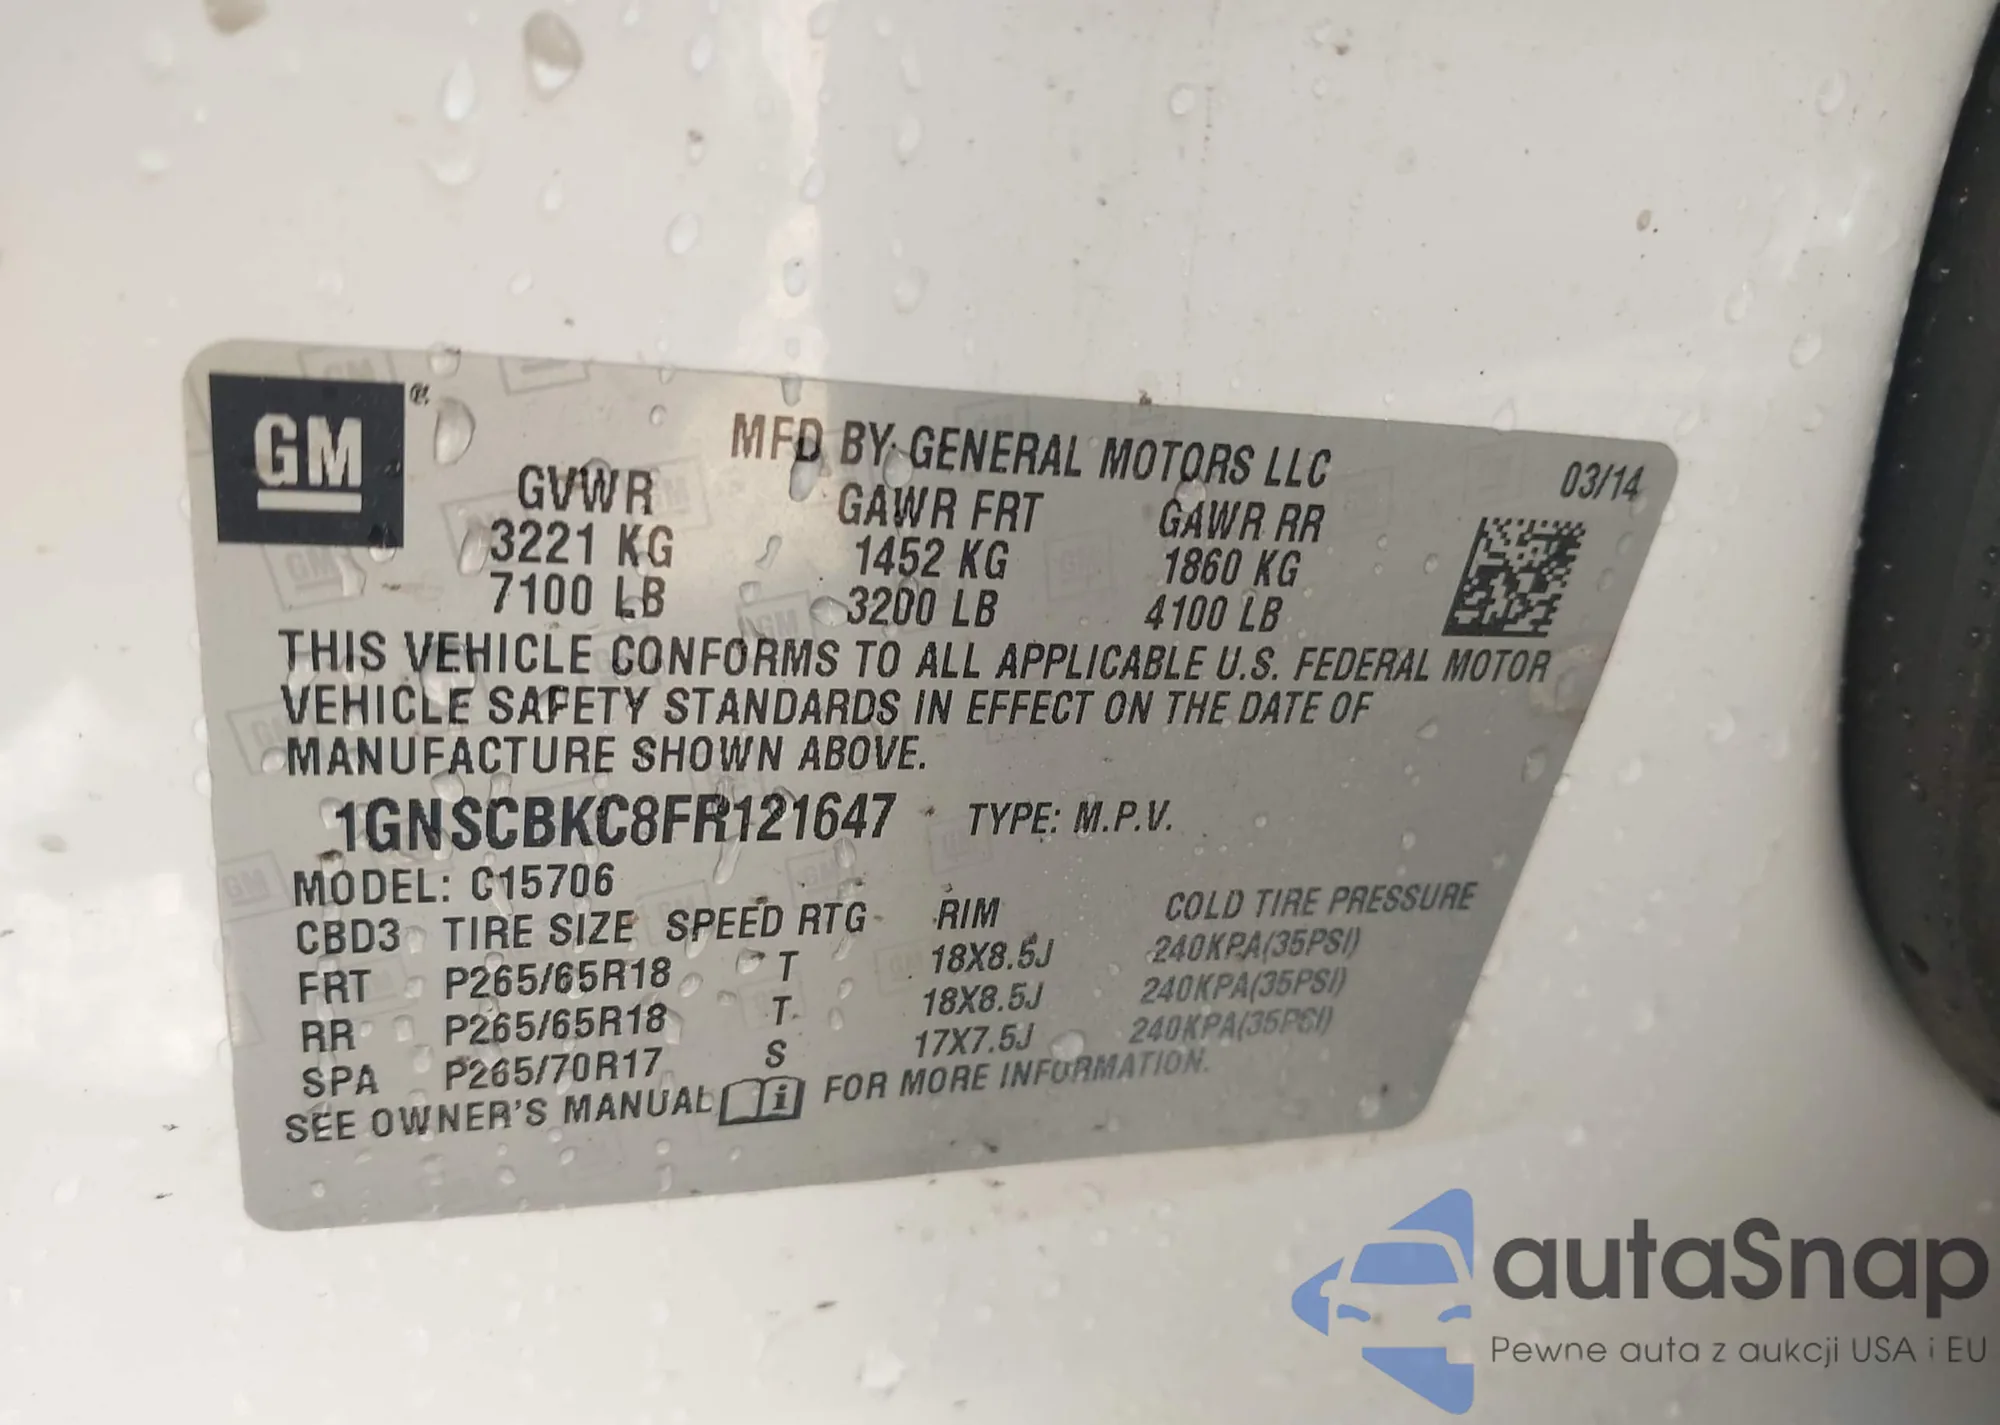 GM
MFD BY GENERAL MOTORS LLC 03/14
GVWR GAWR FRT GAWR RR
3221 KG 1452 KG 1860 KG
7100 LB 3200 LB 4100 LB
THIS VEHICLE CONFORMS TO ALL APPLICABLE U.S. FEDERAL MOTOR
VEHICLE SAFETY STANDARDS IN EFFECT ON THE DATE OF
MANUFACTURE SHOWN ABOVE.
1GNSCBKC8FR121647 TYPE: M.P.V.
MODEL: C15706
CBD3 TIRE SIZE SPEED RTG RIM COLD TIRE PRESSURE
FRT P265/65R18 T 18X8.5J 240KPA(35PSI)
RR P265/65R18 T 18X8.5J 240KPA(35PSI)
SPA P265/70R17 S 17X7.5J 240KPA(35PSI)
SEE OWNER'S MANUAL i FOR MORE INFORMATION.
autaSnap
Pewne auta z aukcji USA i EU